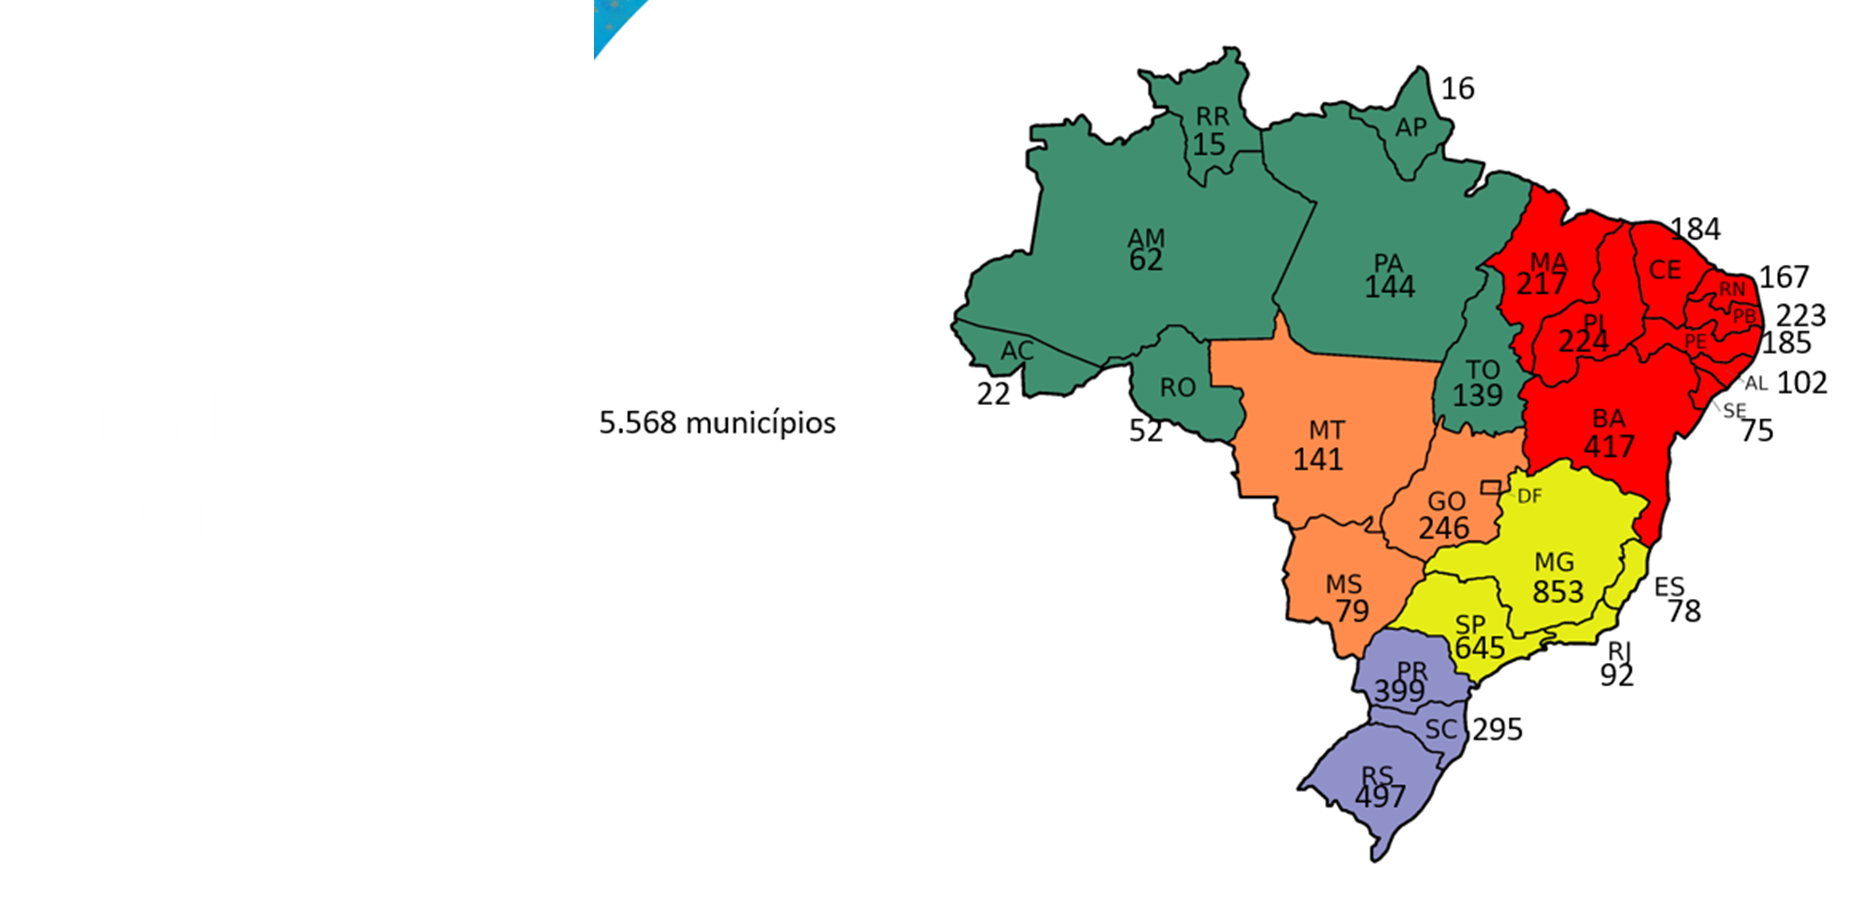 5.568 municípios
16
RR
15
AP
AM
62
PA
144
184
MA
217
CE
RN
167
PB
223
PI
224
PE
185
AC
22
RO
52
TO
139
AL
102
SE
75
BA
417
MT
141
GO
246
DF
MG
853
ES
78
MS
79
SP
645
RJ
92
PR
399
SC
295
RS
497